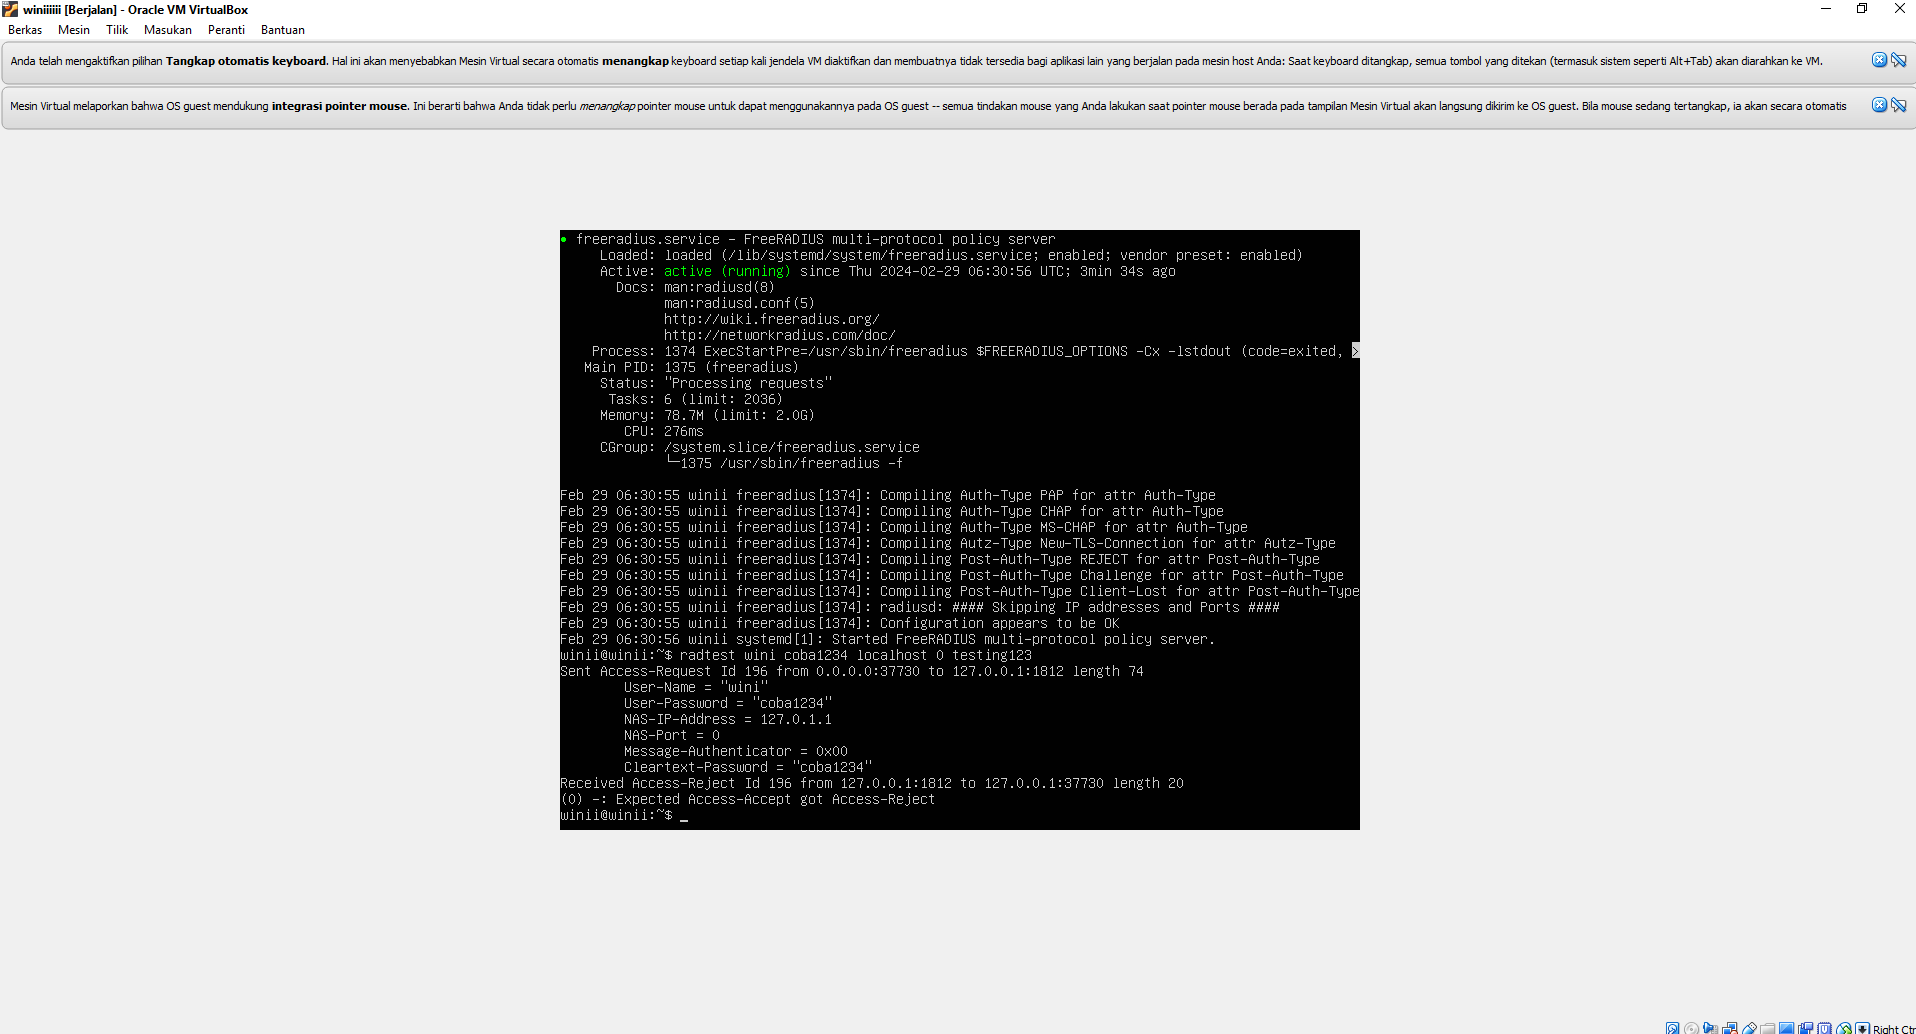 winiiiiii [Berjalan] - Oracle VM VirtualBox
Berkas Mesin Tilik Masukan Peranti Bantuan
Anda telah mengaktifkan pilihan Tangkap otomatis keyboard. Hal ini akan menyebabkan Mesin Virtual secara otomatis menangkap keyboard setiap kali jendela VM diaktifkan dan membuatnya tidak tersedia bagi aplikasi lain yang berjalan pada mesin host Anda: Saat keyboard ditangkap, semua tombol yang ditekan (termasuk sistem seperti Alt+Tab) akan diarahkan ke VM.
Mesin Virtual melaporkan bahwa OS guest mendukung integrasi pointer mouse. Ini berarti bahwa Anda tidak perlu menangkap pointer mouse untuk dapat menggunakannya pada OS guest -- semua tindakan mouse yang Anda lakukan saat pointer mouse berada pada tampilan Mesin Virtual akan langsung dikirim ke OS guest. Bila mouse sedang tertangkap, ia akan secara otomatis
● freeradius.service - FreeRADIUS multi-protocol policy server
Loaded: loaded (/lib/systemd/system/freeradius.service; enabled; vendor preset: enabled)
Active: active (running) since Thu 2024-02-29 06:30:56 UTC; 3min 34s ago
Docs: man:radiusd(8)
man:radiusd.conf(5)
http://wiki.freeradius.org/
http://networkradius.com/doc/
Process: 1374 ExecStartPre=/usr/sbin/freeradius $FREERADIUS_OPTIONS -Cx -lstdout (code=exited, >
Main PID: 1375 (freeradius)
Status: "Processing requests"
Tasks: 6 (limit: 2036)
Memory: 78.7M (limit: 2.0G)
CPU: 276ms
CGroup: /system.slice/freeradius.service
└─1375 /usr/sbin/freeradius -f
Feb 29 06:30:55 winii freeradius[1374]: Compiling Auth-Type PAP for attr Auth-Type
Feb 29 06:30:55 winii freeradius[1374]: Compiling Auth-Type CHAP for attr Auth-Type
Feb 29 06:30:55 winii freeradius[1374]: Compiling Auth-Type MS-CHAP for attr Auth-Type
Feb 29 06:30:55 winii freeradius[1374]: Compiling Autz-Type New-TLS-Connection for attr Autz-Type
Feb 29 06:30:55 winii freeradius[1374]: Compiling Post-Auth-Type REJECT for attr Post-Auth-Type
Feb 29 06:30:55 winii freeradius[1374]: Compiling Post-Auth-Type Challenge for attr Post-Auth-Type
Feb 29 06:30:55 winii freeradius[1374]: Compiling Post-Auth-Type Client-Lost for attr Post-Auth-Type
Feb 29 06:30:55 winii freeradius[1374]: radiusd: #### Skipping IP addresses and Ports ####
Feb 29 06:30:55 winii freeradius[1374]: Configuration appears to be OK
Feb 29 06:30:56 winii systemd[1]: Started FreeRADIUS multi-protocol policy server.
winii@winii:~$ radtest wini coba1234 localhost 0 testing123
Sent Access-Request Id 196 from 0.0.0.0:37730 to 127.0.0.1:1812 length 74
User-Name = "wini"
User-Password = "coba1234"
NAS-IP-Address = 127.0.1.1
NAS-Port = 0
Message-Authenticator = 0x00
Cleartext-Password = "coba1234"
Received Access-Reject Id 196 from 127.0.0.1:1812 to 127.0.0.1:37730 length 20
(0) -: Expected Access-Accept got Access-Reject
winii@winii:~$ _
Right Ctr